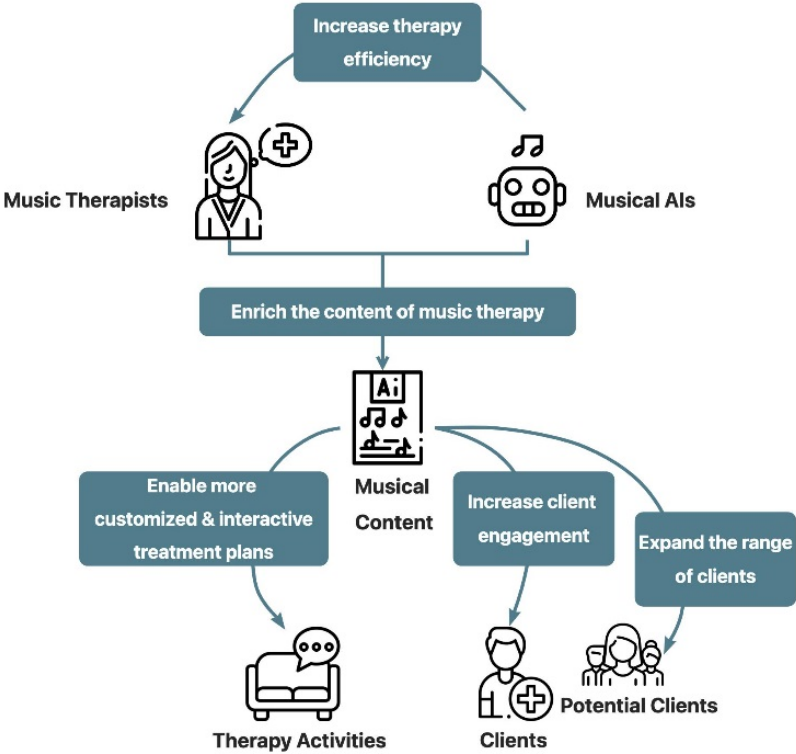 Increase therapy
efficiency
Music Therapists
Musical AIs
Enrich the content of music therapy
Ai
Musical
Content
Enable more
customized & interactive
treatment plans
Increase client
engagement
Expand the range
of clients
Therapy Activities
Clients
Potential Clients